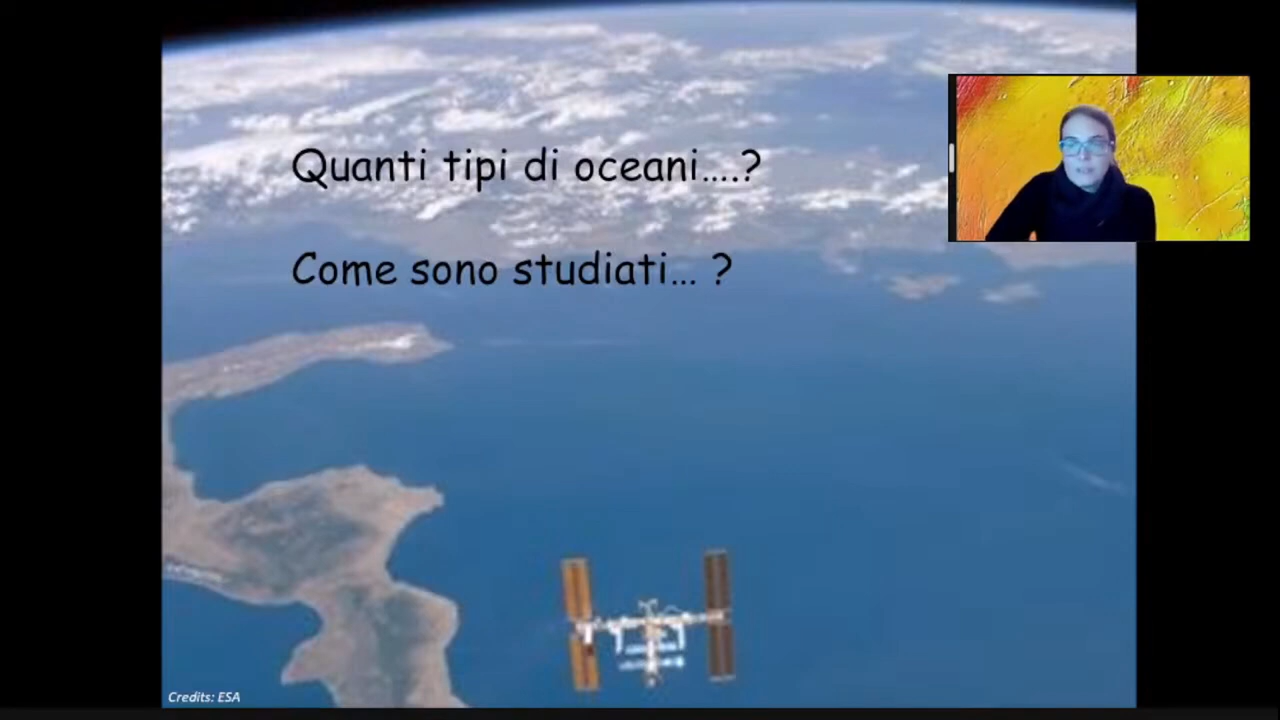 Quanti tipi di oceani....?
Come sono studiati... ?
Credits: ESA